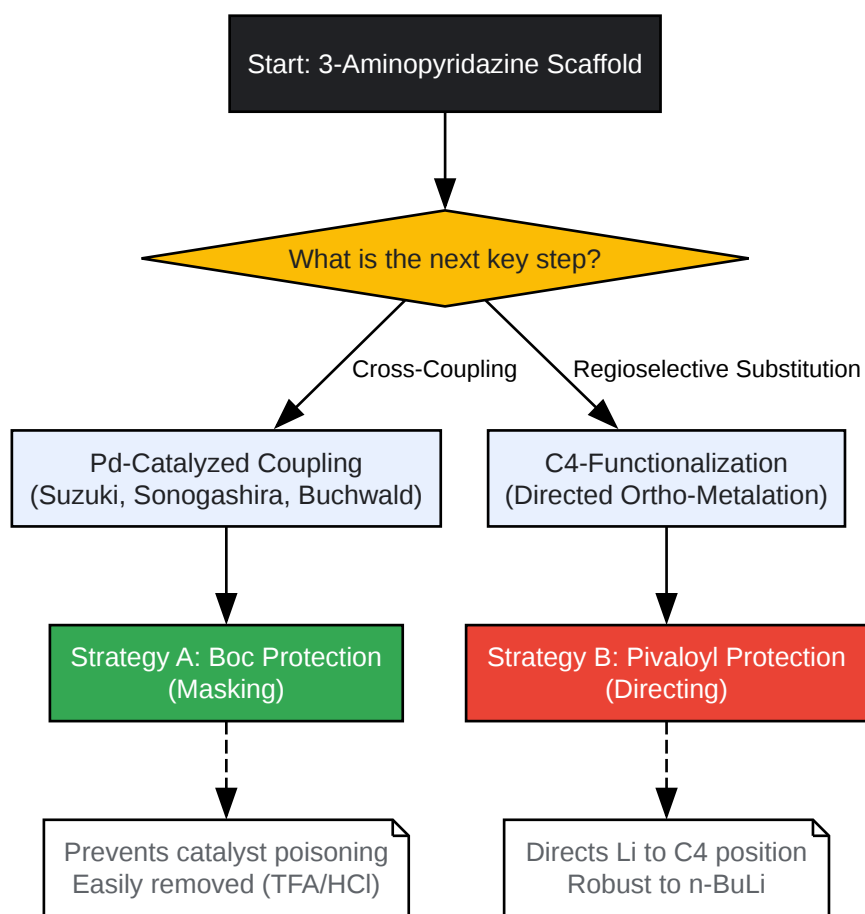 Start: 3-Aminopyridazine Scaffold
What is the next key step?
Cross-Coupling
Regioselective Substitution
Pd-Catalyzed Coupling
(Suzuki, Sonogashira, Buchwald)
C4-Functionalization
(Directed Ortho-Metalation)
Strategy A: Boc Protection
(Masking)
Strategy B: Pivaloyl Protection
(Directing)
Prevents catalyst poisoning
Easily removed (TFA/HCl)
Directs Li to C4 position
Robust to n-BuLi